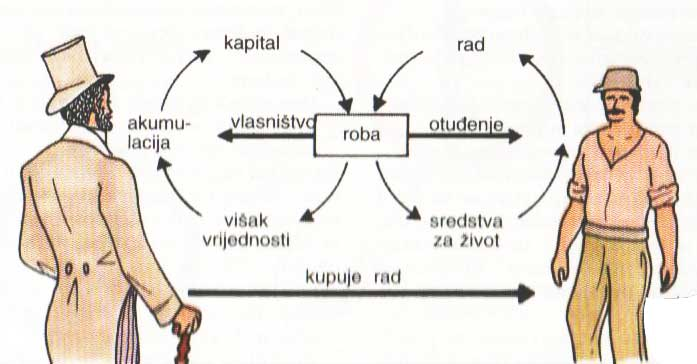 kapital
rad
akumu-
lacija
vlasništvo
roba
otuđenje
višak
vrijednosti
sredstva
za život
kupuje rad